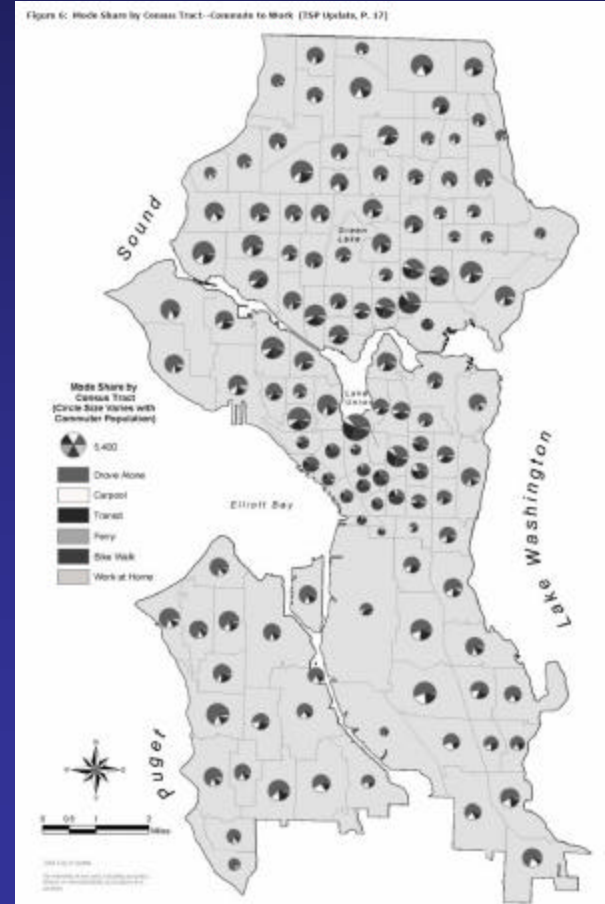 Figure 6: Mode Share by Census Tract--Commute to Work (TSP Update, P. 17)
Sound
Green
Lake
Mode Share by
Census Tract
(Circle Size Varies with
Commuter Population)
5,400
Drove Alone
Carpool
Transit
Ferry
Bike Walk
Work at Home
Lake
Union
Elliott Bay
Lake Washington
Puget
0 0.5 1 2
Miles